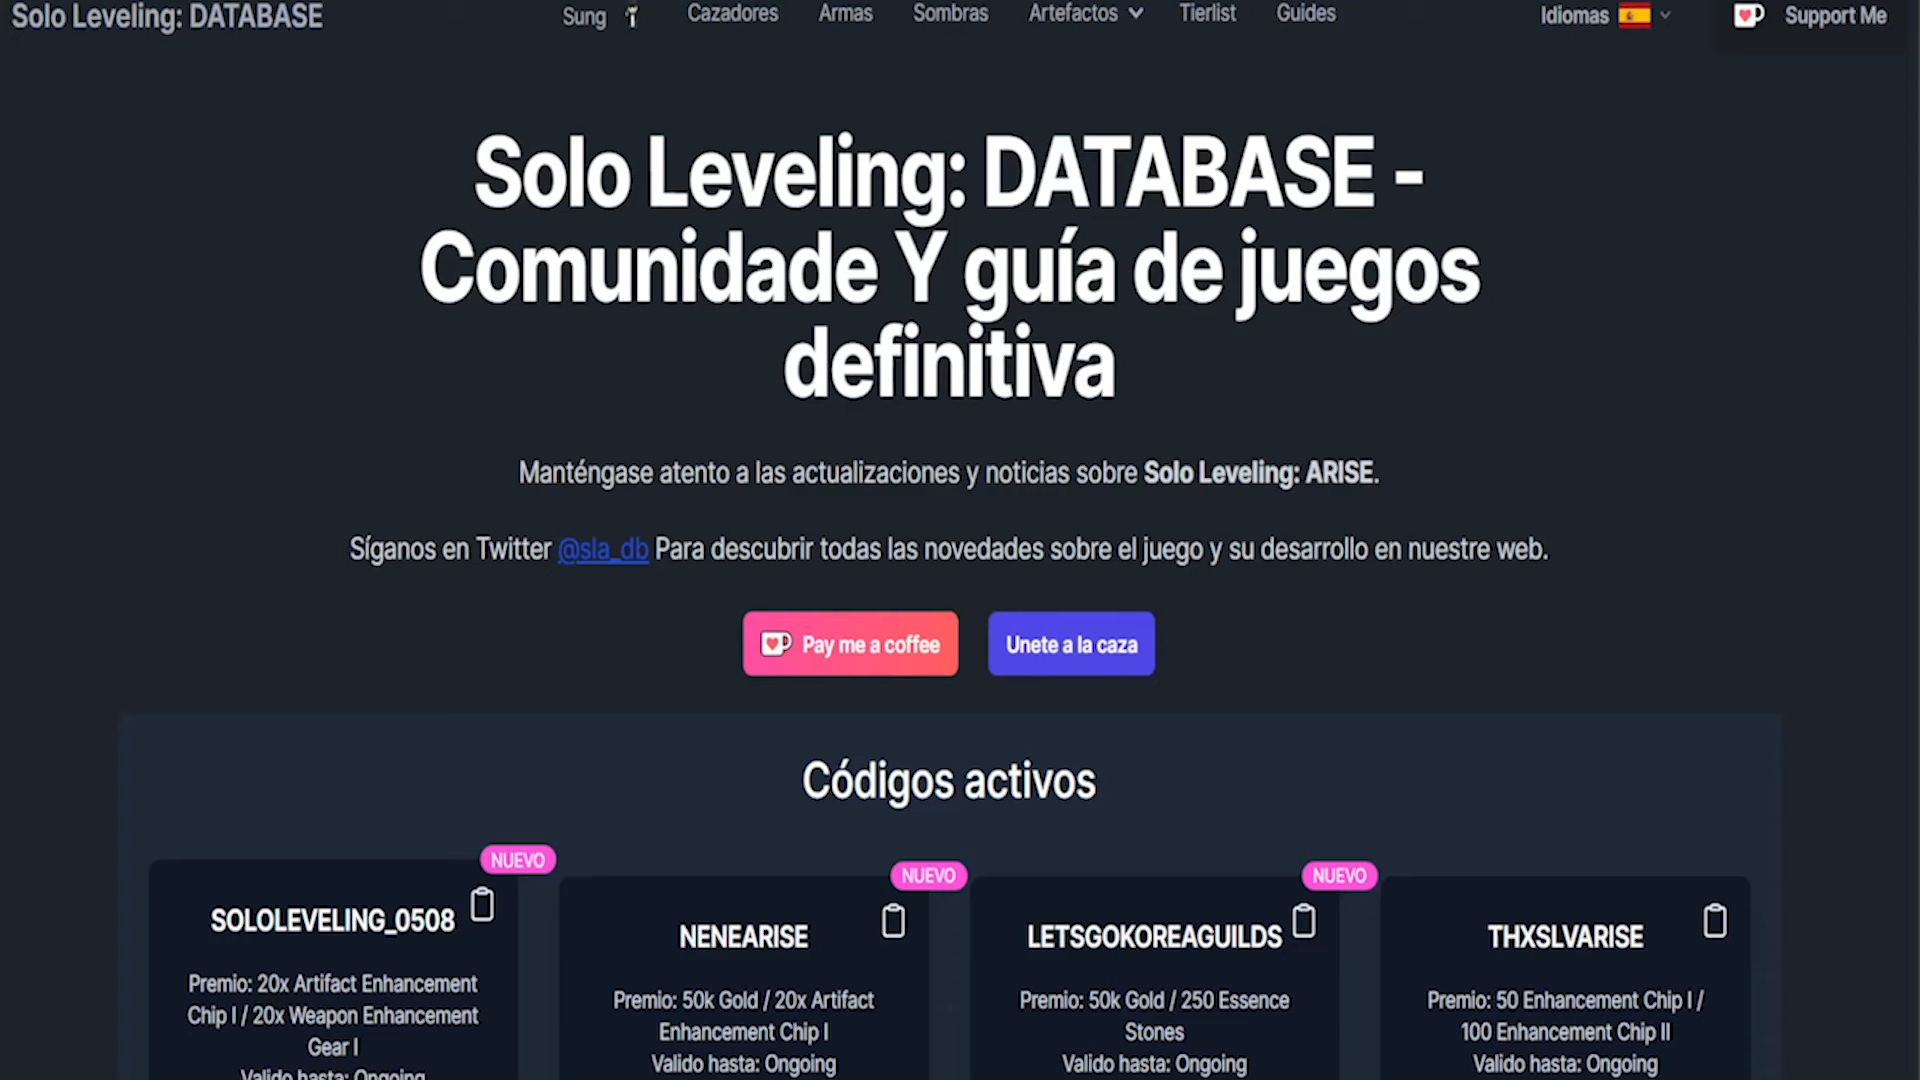 Solo Leveling: DATABASE
Sung
Cazadores
Armas
Sombras
Artefactos
Tierlist
Guides
Idiomas
Support Me
Solo Leveling: DATABASE -
Comunidade Y guía de juegos
definitiva
Manténgase atento a las actualizaciones y noticias sobre Solo Leveling: ARISE.
Síganos en Twitter @sla_db Para descubrir todas las novedades sobre el juego y su desarrollo en nuestre web.
Pay me a coffee
Unete a la caza
Códigos activos
NUEVO
SOLOLEVELING_0508
Premio: 20x Artifact Enhancement
Chip I / 20x Weapon Enhancement
Gear I
Valido hasta: Ongoing
NUEVO
NENEARISE
Premio: 50k Gold / 20x Artifact
Enhancement Chip I
Valido hasta: Ongoing
NUEVO
LETSGOKOREAGUILDS
Premio: 50k Gold / 250 Essence
Stones
Valido hasta: Ongoing
THXSLVARISE
Premio: 50 Enhancement Chip I /
100 Enhancement Chip II
Valido hasta: Ongoing